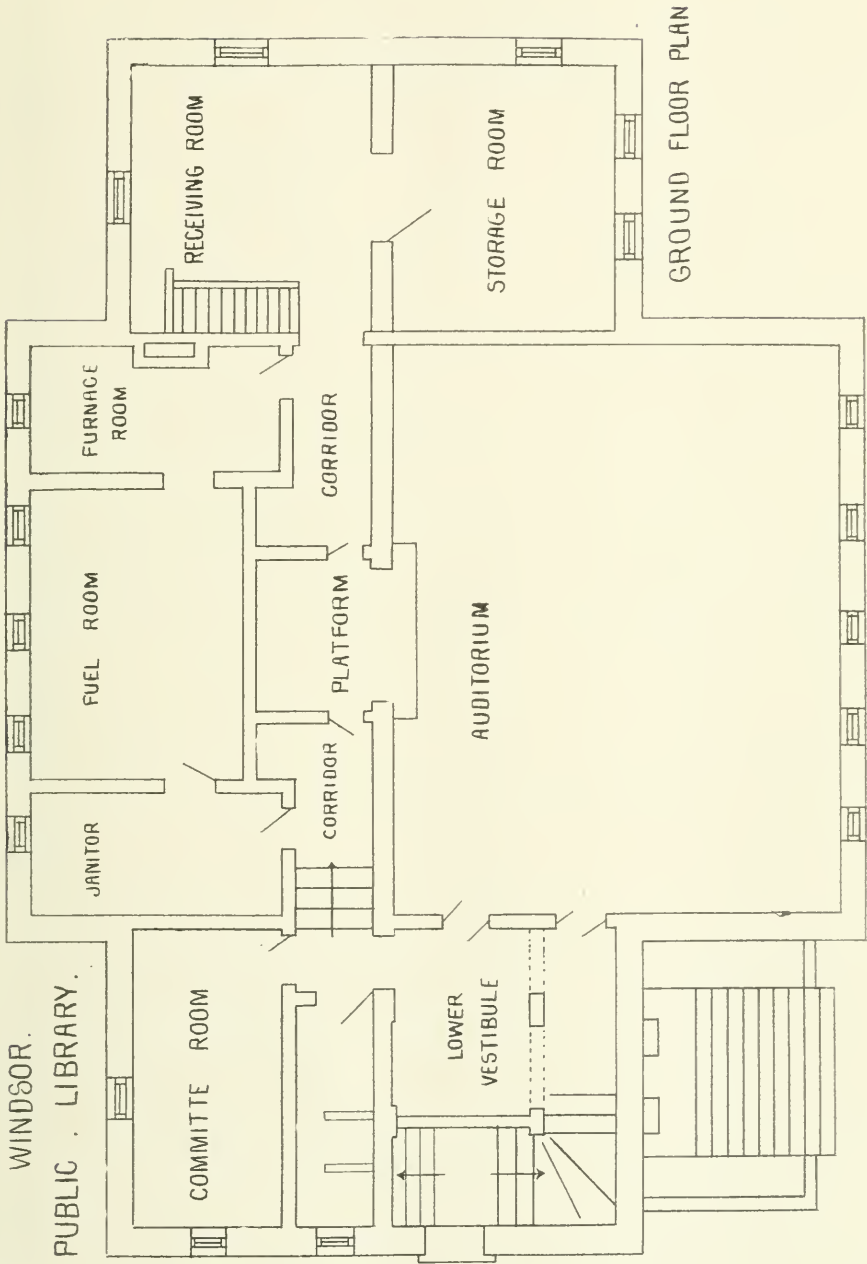 WINDSOR.
PUBLIC . LIBRARY.
COMMITTE ROOM
JANITOR
FUEL ROOM
FURNACE
ROOM
RECEIVING ROOM
CORRIDOR
PLATFORM
CORRIDOR
LOWER
VESTIBULE
AUDITORIUM
STORAGE ROOM
GROUND FLOOR PLAN